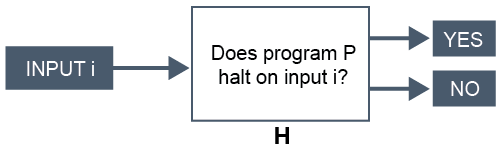 INPUT i
Does program P
halt on input i?
YES
NO
H